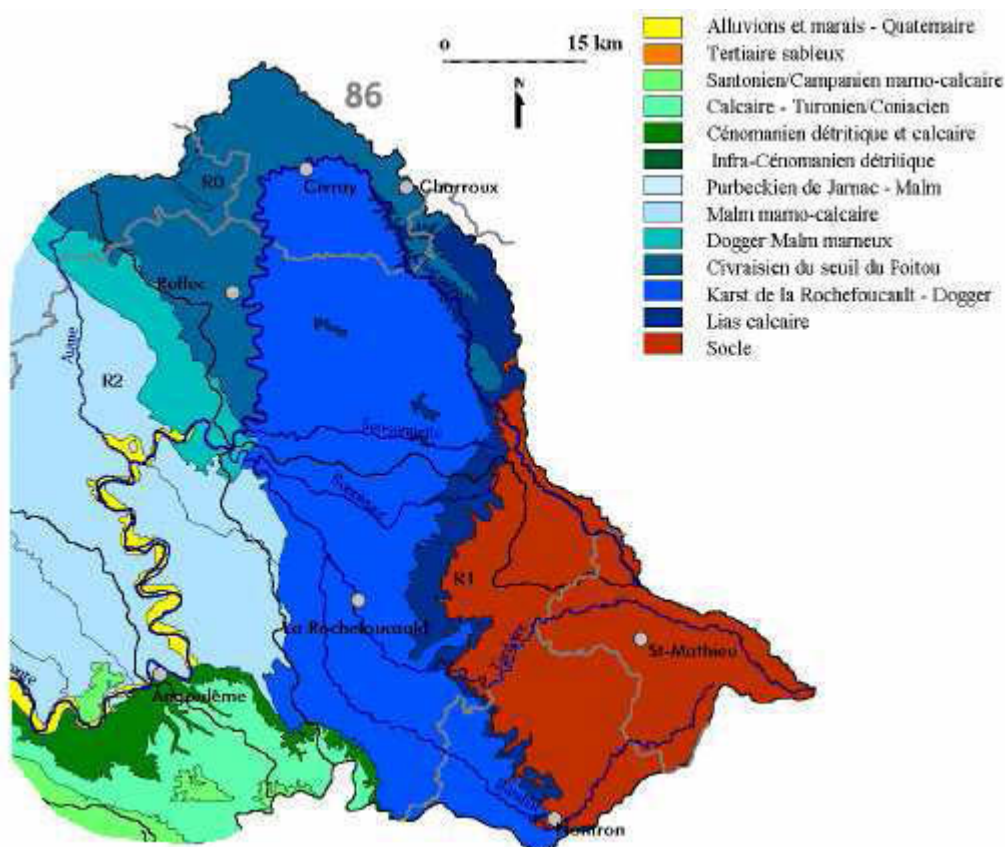 o 15 km
N
86
Alluvions et marais - Quaternaire
Tertiaire sableux
Santonien/Campanien marno-calcaire
Calcaire - Turonien/Coniacien
Cénomanien détritique et calcaire
Infra-Cénomanien détritique
Purbeckien de Jarnac - Malm
Malm marno-calcaire
Dogger Malm marneux
Civraisien du seuil du Poitou
Karst de la Rochefoucault - Dogger
Lias calcaire
Socle
R0
Civray
Charroux
Ruffec
Aume
R2
R1
La Rochefoucauld
St-Mathieu
Angoulême
Nontron